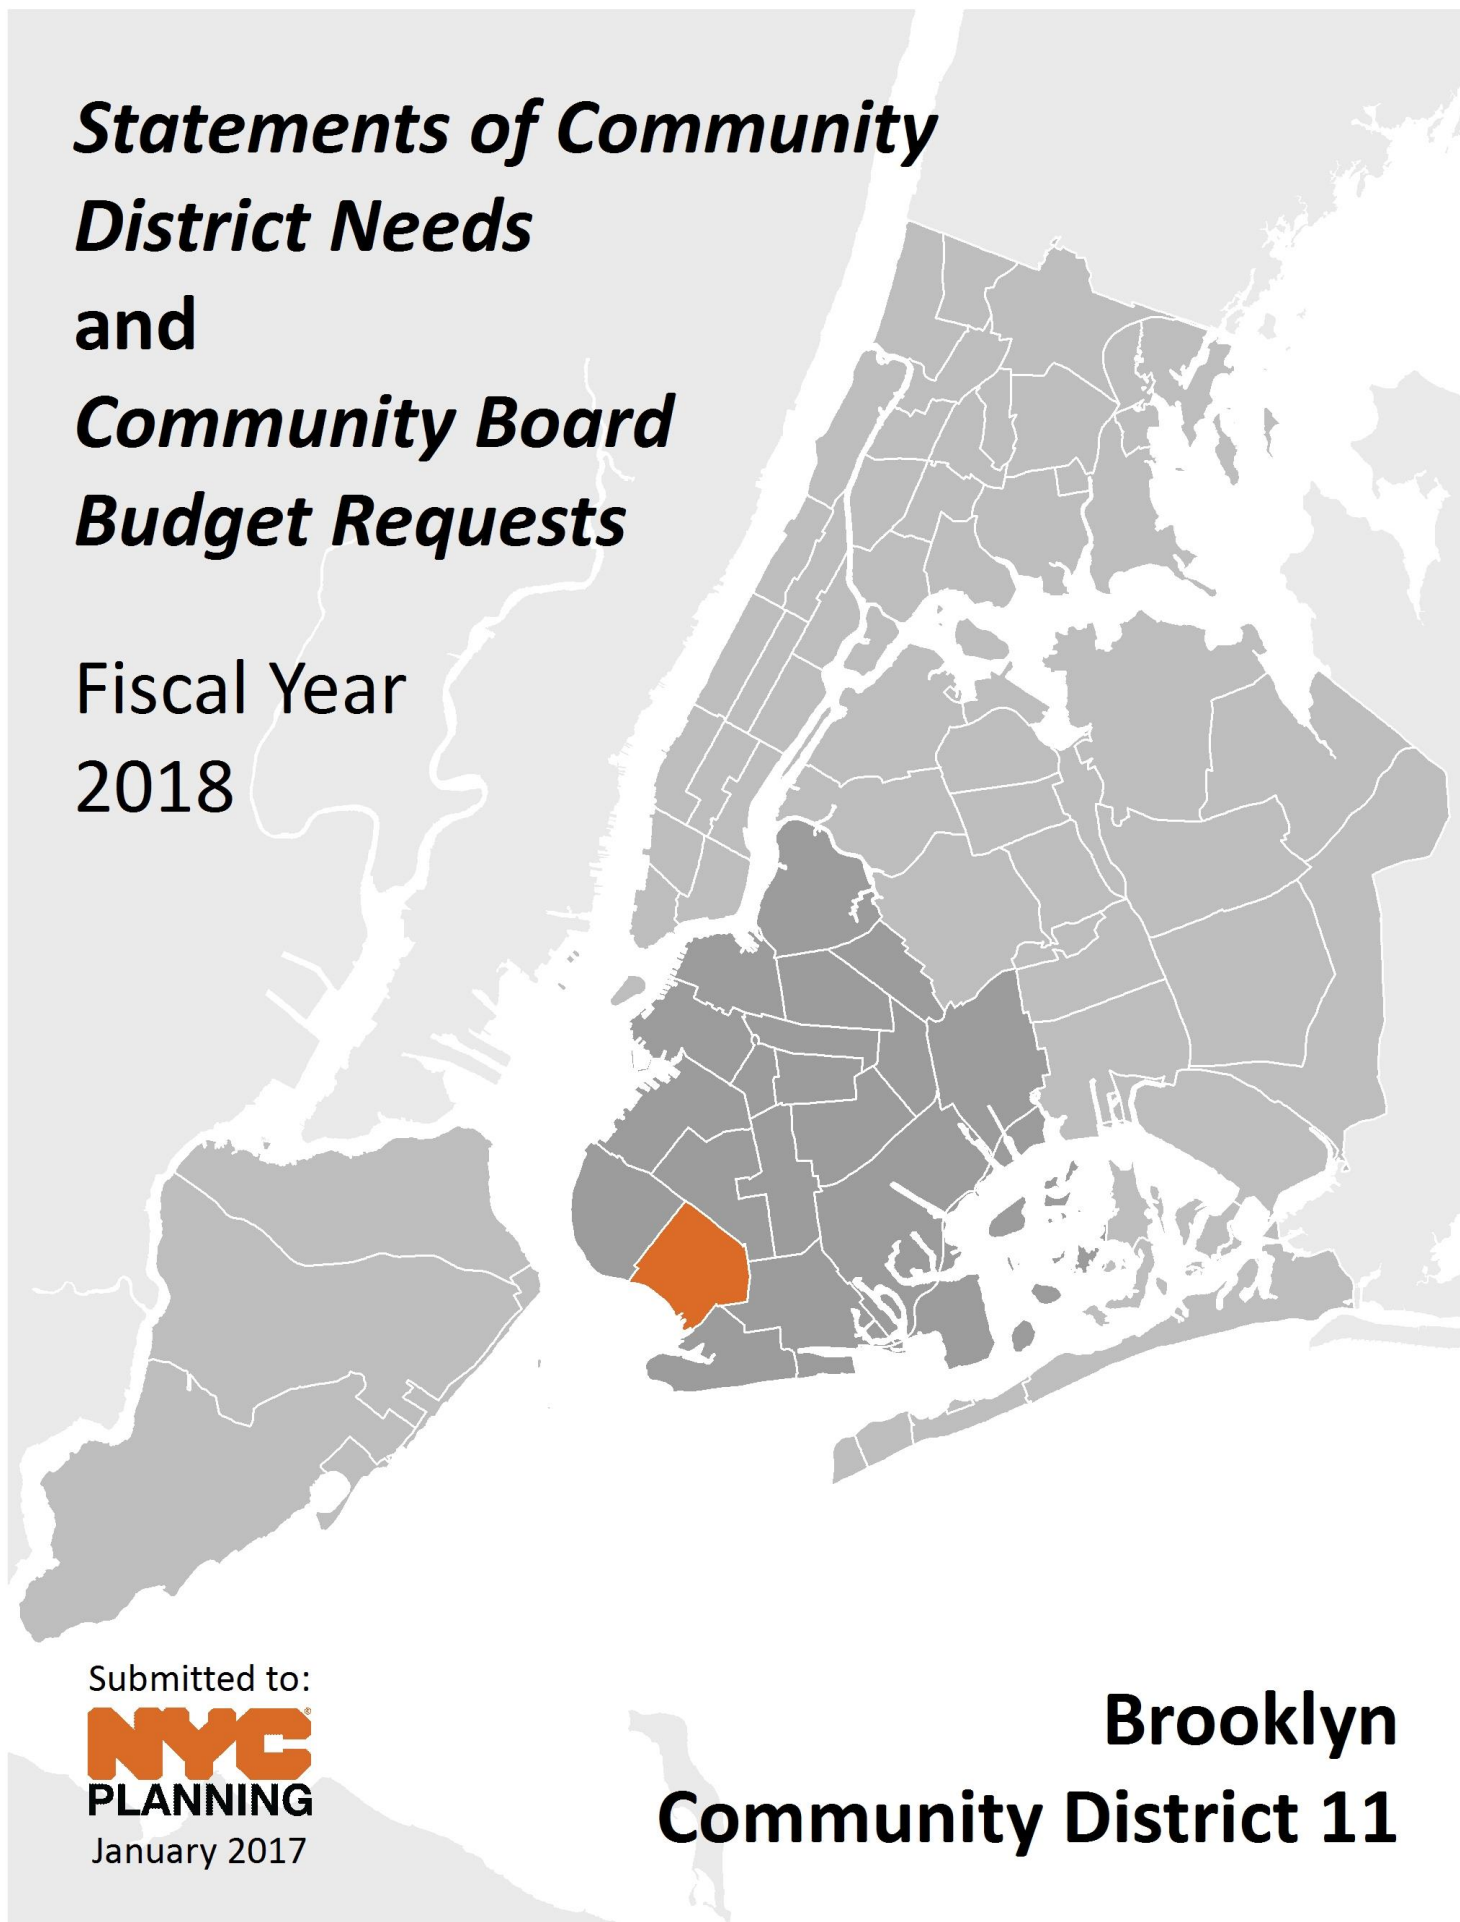 Statements of Community
District Needs
and
Community Board
Budget Requests
Fiscal Year
2018
Submitted to:
NYC®
PLANNING
January 2017
Brooklyn
Community District 11